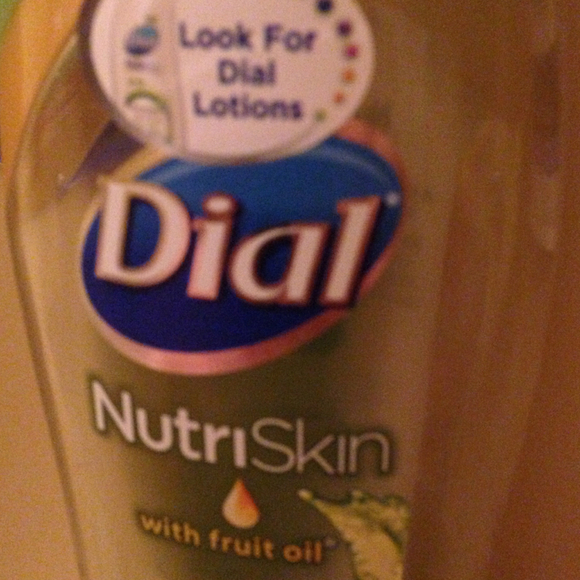 Look For
Dial
Lotions
Dial®
NutriSkin
with fruit oil*